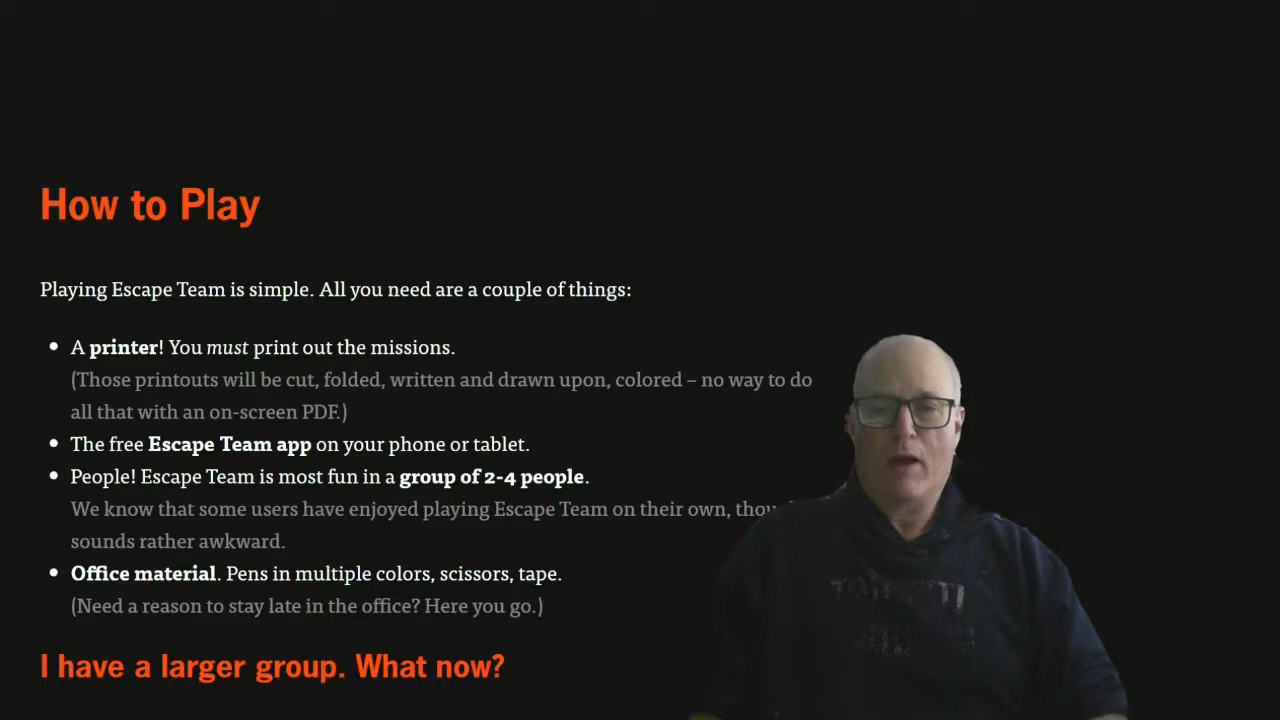 How to Play
Playing Escape Team is simple. All you need are a couple of things:
• A printer! You must print out the missions.
(Those printouts will be cut, folded, written and drawn upon, colored – no way to do
all that with an on-screen PDF.)
• The free Escape Team app on your phone or tablet.
• People! Escape Team is most fun in a group of 2-4 people.
We know that some users have enjoyed playing Escape Team on their own,
sounds rather awkward.
• Office material. Pens in multiple colors, scissors, tape.
(Need a reason to stay late in the office? Here you go.)
I have a larger group. What now?